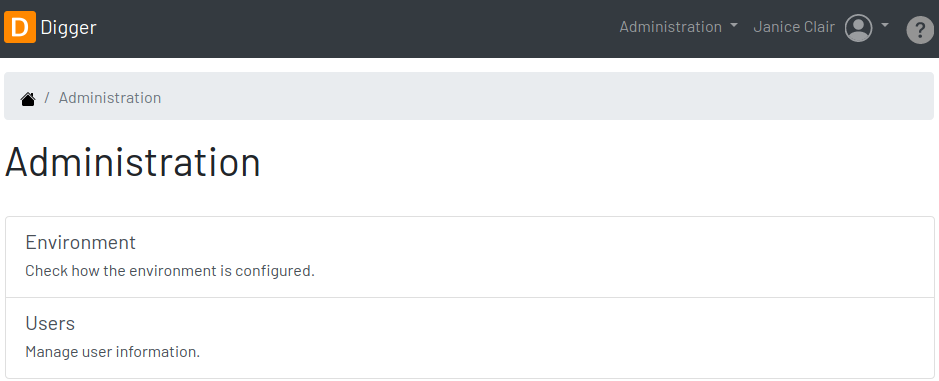 D Digger
Administration Janice Clair ?
/ Administration
Administration
Environment
Check how the environment is configured.
Users
Manage user information.